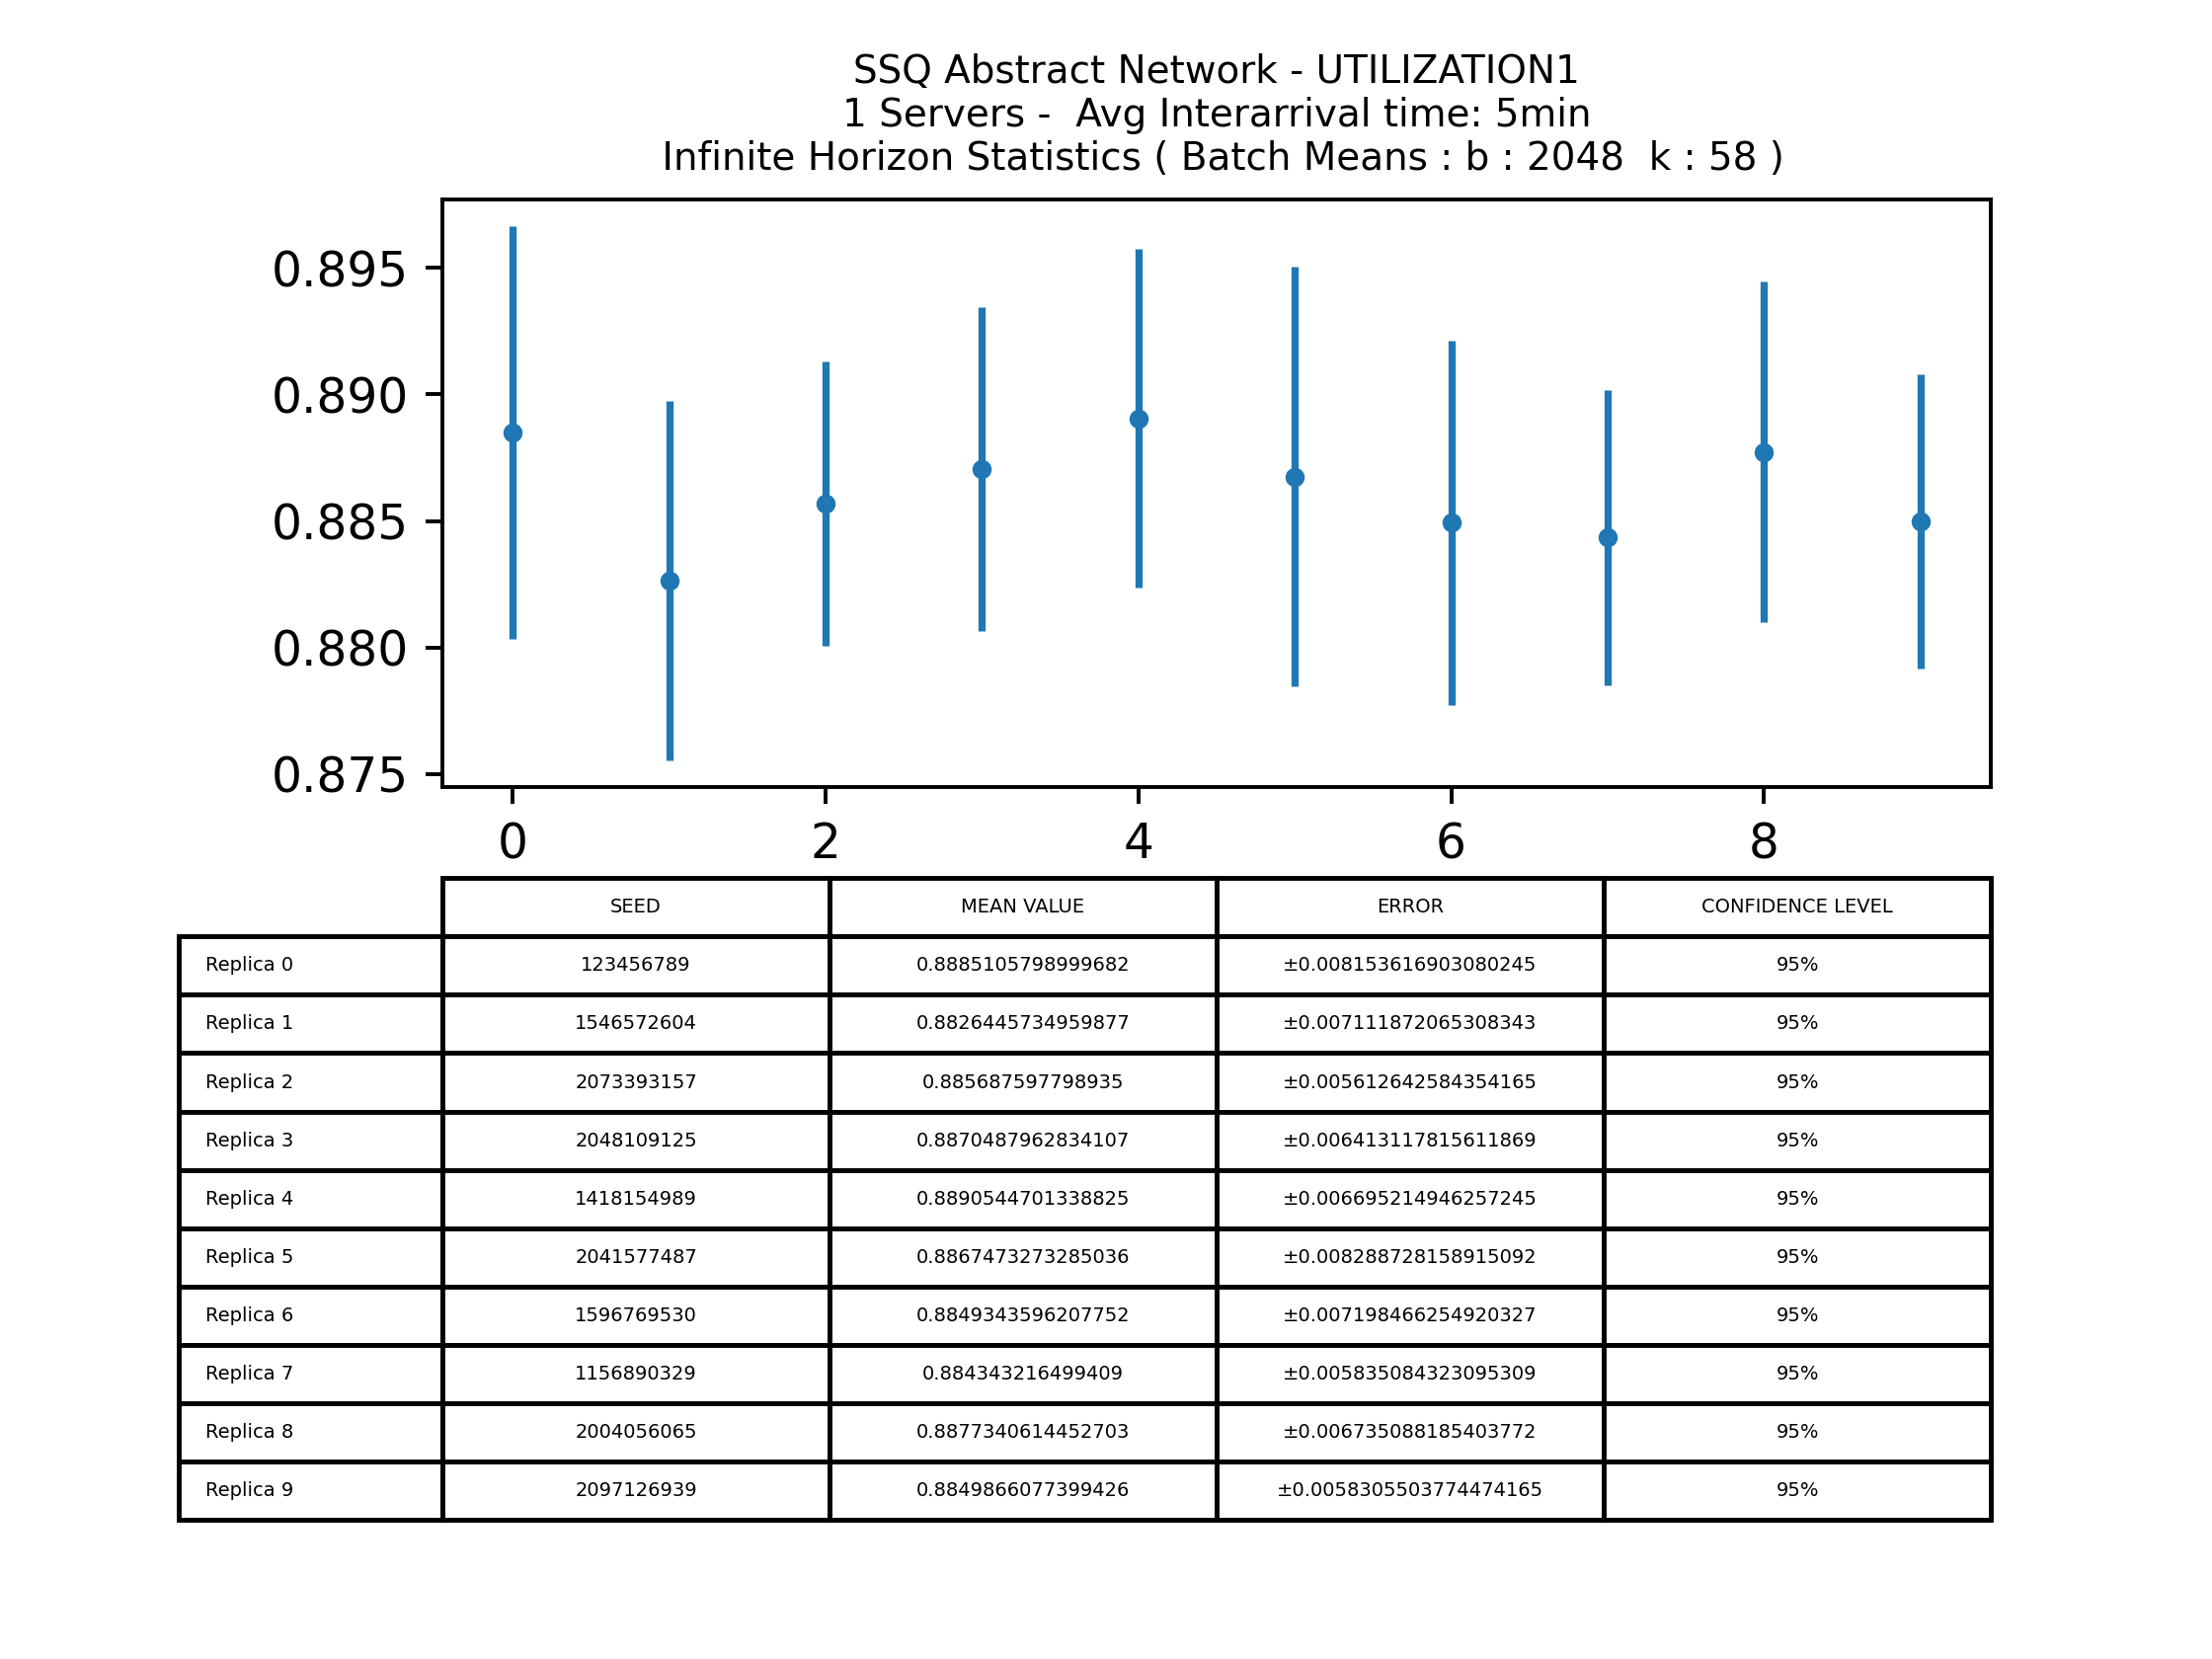 SSQ Abstract Network - UTILIZATION1
1 Servers -  Avg Interarrival time: 5min
Infinite Horizon Statistics ( Batch Means : b : 2048  k : 58 )
0.895
0.890
0.885
0.880
0.875
0 2 4 6 8
SEED MEAN VALUE ERROR CONFIDENCE LEVEL
Replica 0 123456789 0.8885105798999682 ±0.008153616903080245 95%
Replica 1 1546572604 0.8826445734959877 ±0.007111872065308343 95%
Replica 2 2073393157 0.885687597798935 ±0.005612642584354165 95%
Replica 3 2048109125 0.8870487962834107 ±0.006413117815611869 95%
Replica 4 1418154989 0.8890544701338825 ±0.006695214946257245 95%
Replica 5 2041577487 0.8867473273285036 ±0.008288728158915092 95%
Replica 6 1596769530 0.8849343596207752 ±0.007198466254920327 95%
Replica 7 1156890329 0.884343216499409 ±0.005835084323095309 95%
Replica 8 2004056065 0.8877340614452703 ±0.006735088185403772 95%
Replica 9 2097126939 0.8849866077399426 ±0.0058305503774474165 95%